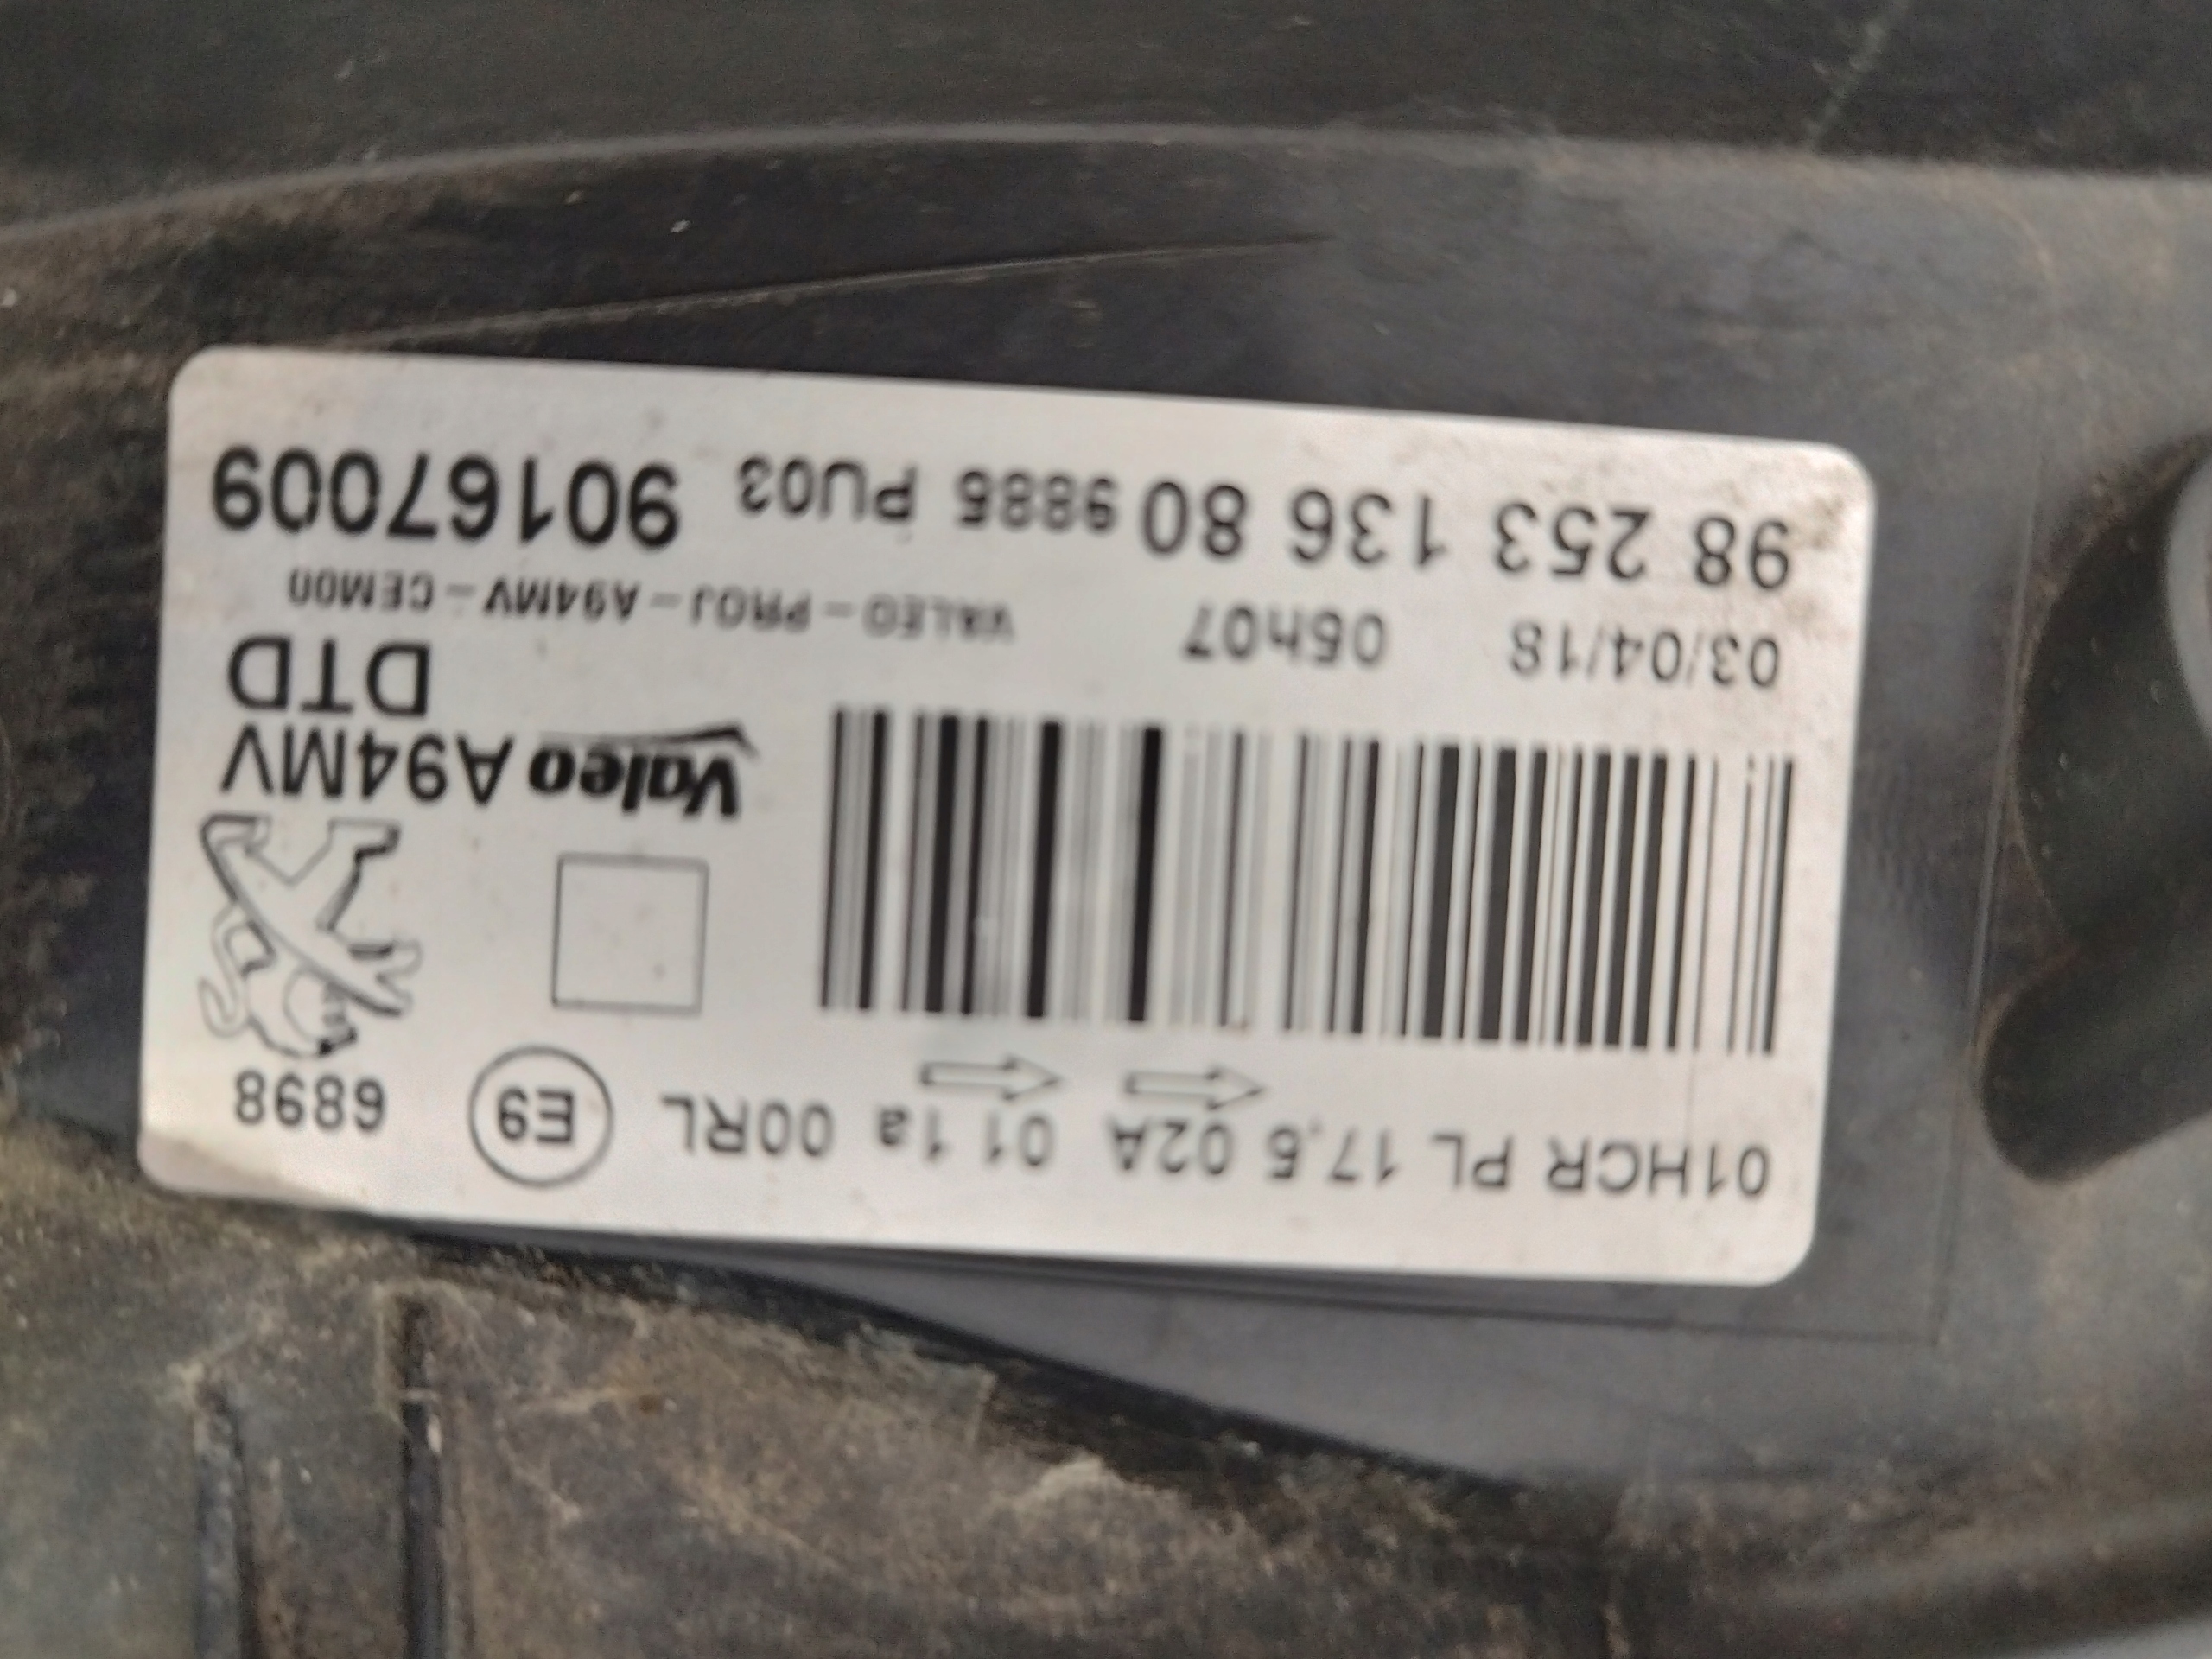 01HCR PL 17,5 02A 01 1a 00RL E9 6898
Valeo A94MV
DTD
03/04/18 05h07 VALEO-PROJ-A94MV-CEM00
98 253 136 80 9885 PU03 90167009